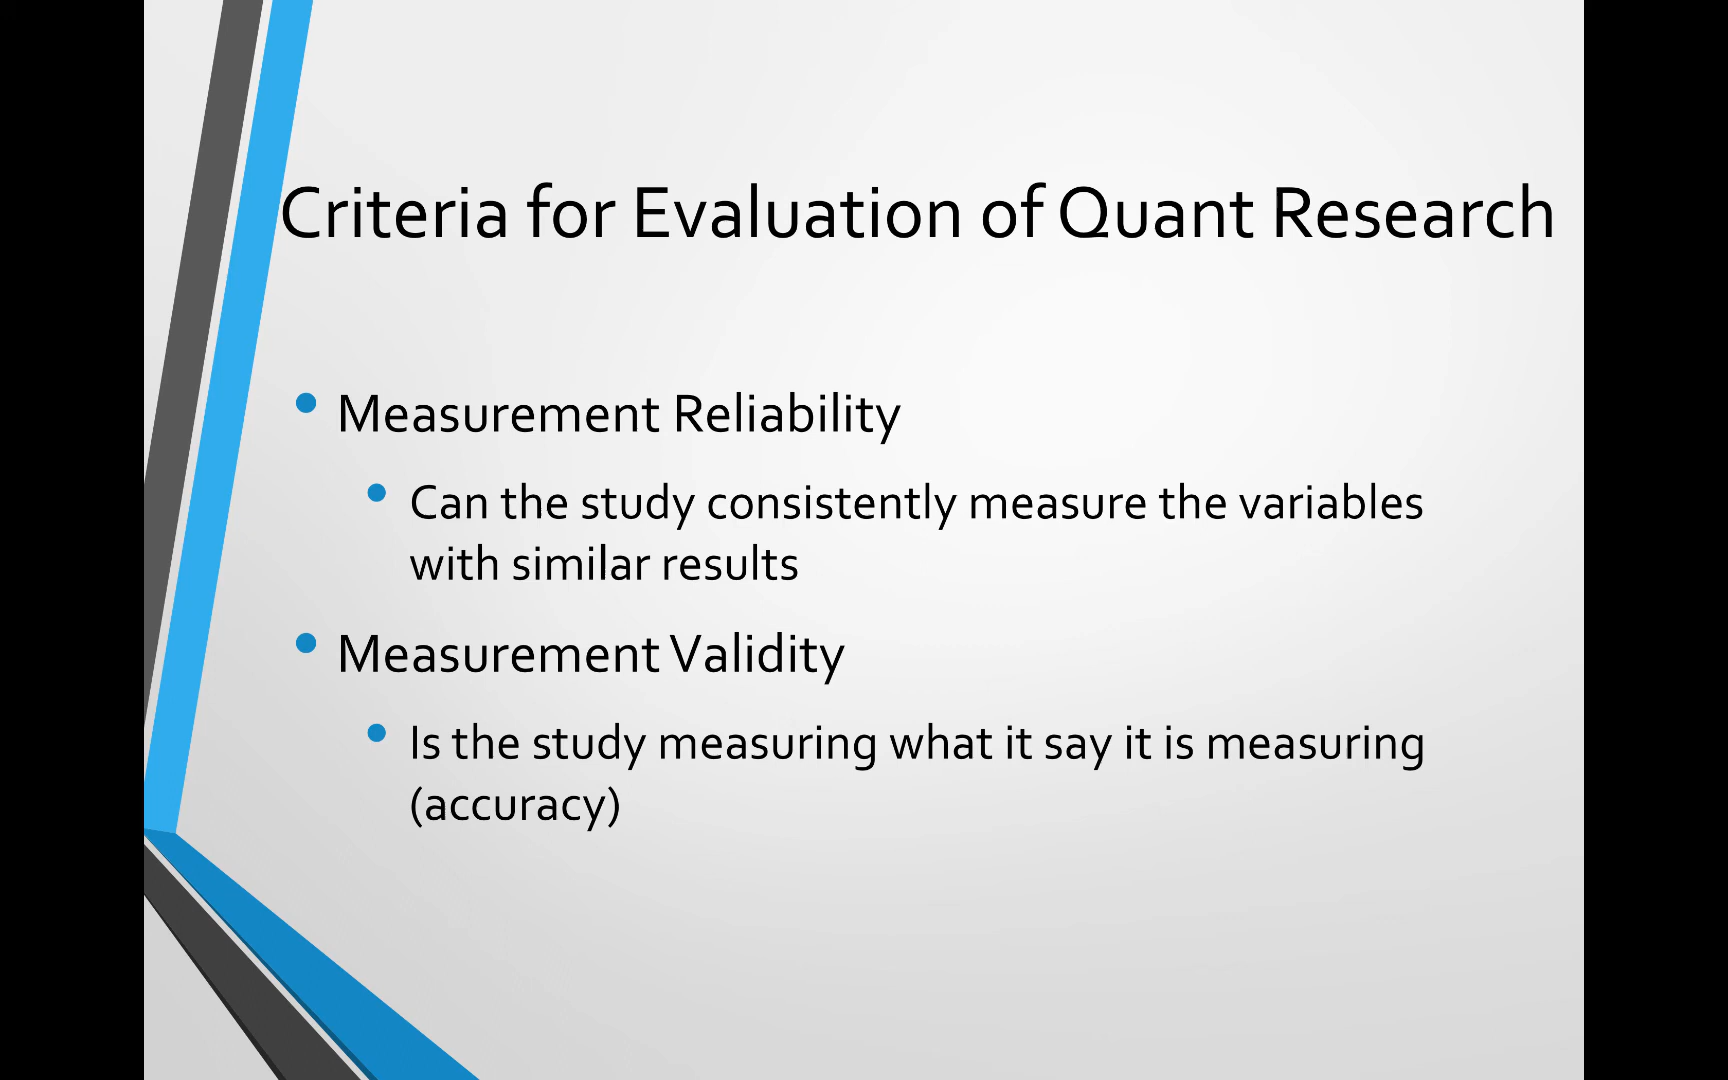 Criteria for Evaluation of Quant Research
Measurement Reliability
Can the study consistently measure the variables
with similar results
Measurement Validity
Is the study measuring what it say it is measuring
(accuracy)